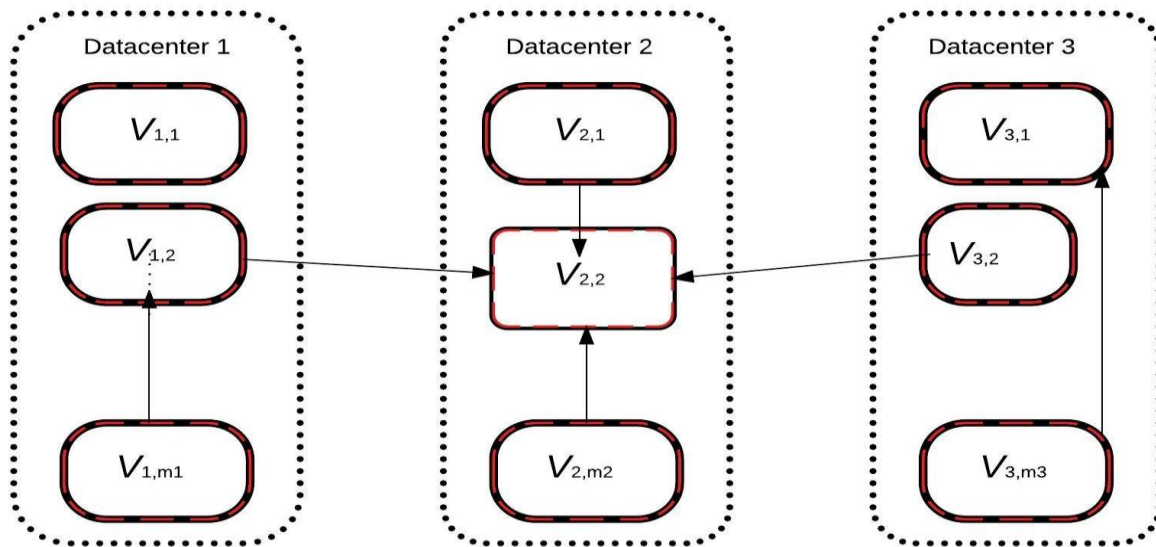 Datacenter 1
V1,1
V1,2
V1,m1
Datacenter 2
V2,1
V2,2
V2,m2
Datacenter 3
V3,1
V3,2
V3,m3